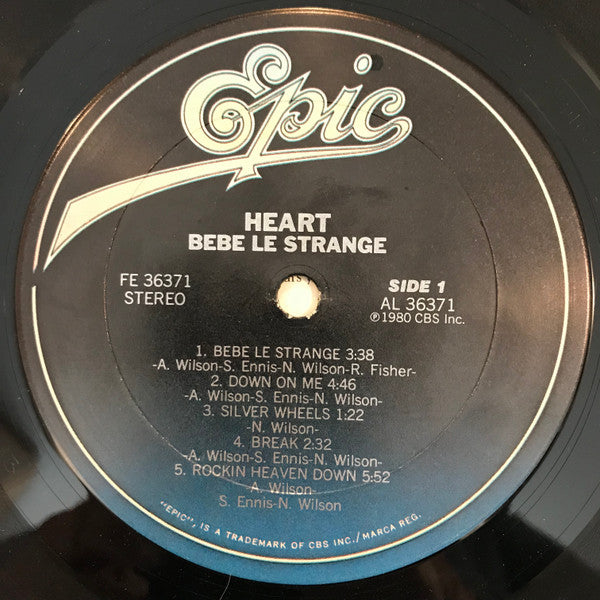 Epic
HEART
BEBE LE STRANGE
FE 36371
STEREO
SIDE 1
AL 36371
℗1980 CBS Inc.
1. BEBE LE STRANGE 3:38
-A. Wilson-S. Ennis-N. Wilson-R. Fisher-
2. DOWN ON ME 4:46
-A. Wilson-S. Ennis-N. Wilson-
3. SILVER WHEELS 1:22
-N. Wilson-
4. BREAK 2:32
-A. Wilson-S. Ennis-N. Wilson-
5. ROCKIN HEAVEN DOWN 5:52
A. Wilson-
S. Ennis-N. Wilson
"EPIC", IS A TRADEMARK OF CBS INC./MARCA REG.